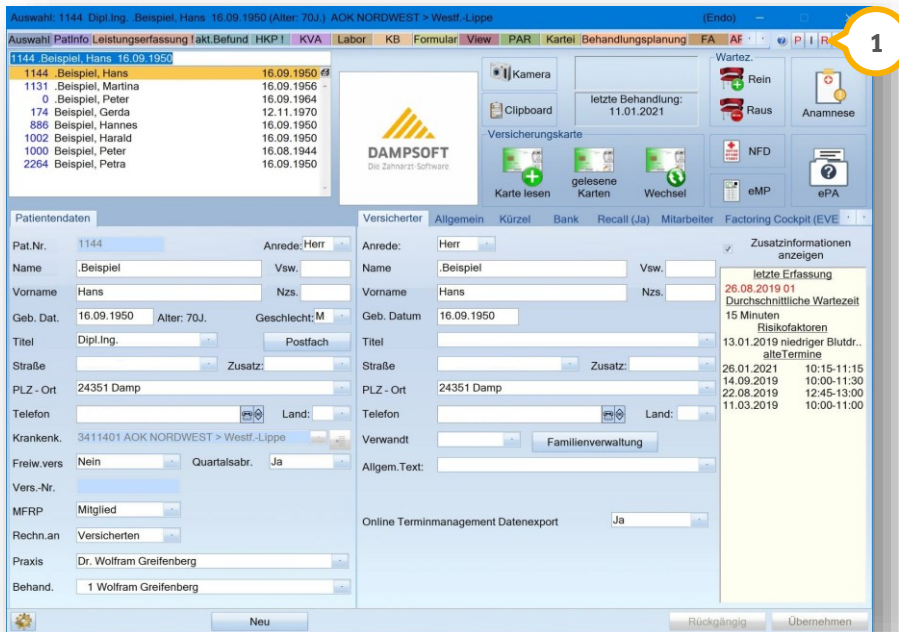 Auswahl: 1144 Dipl.Ing. .Beispiel, Hans 16.09.1950 (Alter: 70J.) AOK NORDWEST > Westf.-Lippe (Endo)
Auswahl PatInfo Leistungserfassung ! akt.Befund HKP ! KVA Labor KB Formular View PAR Kartei Behandlungsplanung FA P I R
1
1144 .Beispiel, Hans 16.09.1950
1144 .Beispiel, Hans 16.09.1950
1131 .Beispiel, Martina 16.09.1956
0 .Beispiel, Peter 16.09.1964
174 Beispiel, Gerda 12.11.1970
886 Beispiel, Hannes 16.09.1950
1002 Beispiel, Harald 16.09.1950
1000 Beispiel, Peter 16.08.1944
2264 Beispiel, Petra 16.09.1950
DAMPSOFT
Die Zahnarzt-Software
Kamera
Clipboard
letzte Behandlung:
11.01.2021
Versicherungskarte
Karte lesen
gelesene
Karten
Wechsel
Wartez.
Rein
Raus
Anamnese
NFD
eMP
ePA
Patientendaten
Pat.Nr. 1144 Anrede: Herr
Name .Beispiel Vsw.
Vorname Hans Nzs.
Geb. Dat. 16.09.1950 Alter: 70J. Geschlecht: M
Titel Dipl.Ing. Postfach
Straße Zusatz:
PLZ - Ort 24351 Damp
Telefon Land:
Krankenk. 3411401 AOK NORDWEST > Westf.-Lippe
Freiw.vers Nein Quartalsabr. Ja
Vers.-Nr.
MFRP Mitglied
Rechn.an Versicherten
Praxis Dr. Wolfram Greifenberg
Behand. 1 Wolfram Greifenberg
Versicherter Allgemein Kürzel Bank Recall (Ja) Mitarbeiter Factoring Cockpit (EVE
Anrede: Herr
Name .Beispiel Vsw.
Vorname Hans Nzs.
Geb. Datum 16.09.1950
Titel
Straße Zusatz:
PLZ - Ort 24351 Damp
Telefon Land:
Verwandt Familienverwaltung
Allgem.Text:
Online Terminmanagement Datenexport Ja
Zusatzinformationen
anzeigen
letzte Erfassung
26.08.2019 01
Durchschnittliche Wartezeit
15 Minuten
Risikofaktoren
13.01.2019 niedriger Blutdr..
alteTermine
26.01.2021 10:15-11:15
14.09.2019 10:00-11:30
22.08.2019 12:45-13:00
11.03.2019 10:00-11:00
Neu Rückgängig Übernehmen